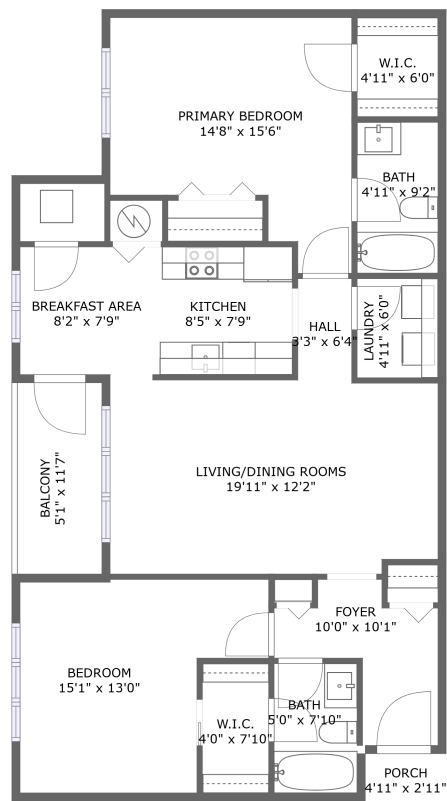 W.I.C.
4'11" x 6'0"
PRIMARY BEDROOM
14'8" x 15'6"
BATH
4'11" x 9'2"
BREAKFAST AREA
8'2" x 7'9"
KITCHEN
8'5" x 7'9"
HALL
3'3" x 6'4"
LAUNDRY
4'11" x 6'0"
LIVING/DINING ROOMS
19'11" x 12'2"
BALCONY
5'1" x 11'7"
FOYER
10'0" x 10'1"
BEDROOM
15'1" x 13'0"
W.I.C.
4'0" x 7'10"
BATH
5'0" x 7'10"
PORCH
4'11" x 2'11"